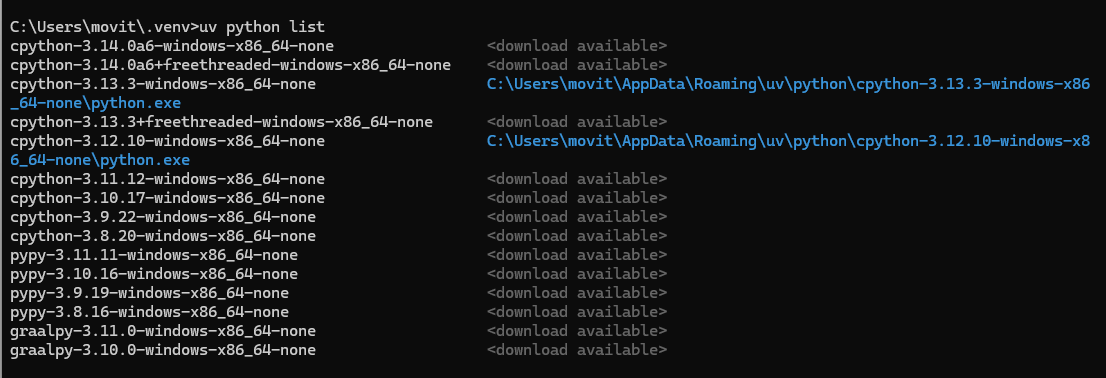 C:\Users\movit\.venv>uv python list
cpython-3.14.0a6-windows-x86_64-none <download available>
cpython-3.14.0a6+freethreaded-windows-x86_64-none <download available>
cpython-3.13.3-windows-x86_64-none C:\Users\movit\AppData\Roaming\uv\python\cpython-3.13.3-windows-x86
_64-none\python.exe
cpython-3.13.3+freethreaded-windows-x86_64-none <download available>
cpython-3.12.10-windows-x86_64-none C:\Users\movit\AppData\Roaming\uv\python\cpython-3.12.10-windows-x8
6_64-none\python.exe
cpython-3.11.12-windows-x86_64-none <download available>
cpython-3.10.17-windows-x86_64-none <download available>
cpython-3.9.22-windows-x86_64-none <download available>
cpython-3.8.20-windows-x86_64-none <download available>
pypy-3.11.11-windows-x86_64-none <download available>
pypy-3.10.16-windows-x86_64-none <download available>
pypy-3.9.19-windows-x86_64-none <download available>
pypy-3.8.16-windows-x86_64-none <download available>
graalpy-3.11.0-windows-x86_64-none <download available>
graalpy-3.10.0-windows-x86_64-none <download available>